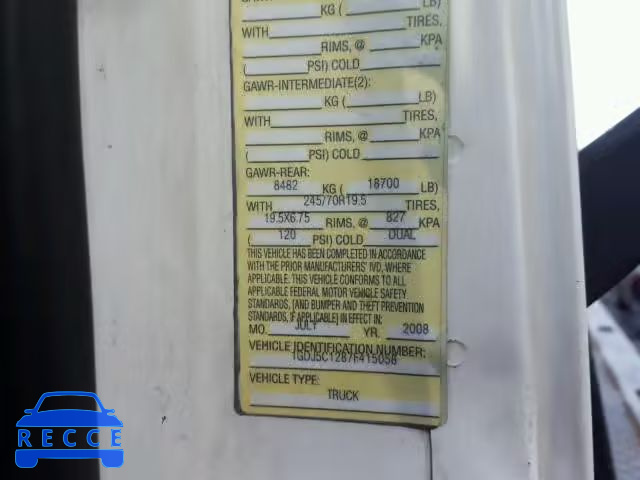 KG ( LB)
WITH TIRES,
RIMS, @ KPA
( PSI) COLD
GAWR-INTERMEDIATE(2):
KG ( LB)
WITH TIRES,
RIMS, @ KPA
( PSI) COLD
GAWR-REAR:
8482 KG ( 18700 LB)
WITH 245/70R19.5 TIRES,
19.5X6.75 RIMS, @ 827 KPA
( 120 PSI) COLD DUAL
THIS VEHICLE HAS BEEN COMPLETED IN ACCORDANCE
WITH THE PRIOR MANUFACTURERS' IVD, WHERE
APPLICABLE. THIS VEHICLE CONFORMS TO ALL
APPLICABLE FEDERAL MOTOR VEHICLE SAFETY
STANDARDS, [AND BUMPER AND THEFT PREVENTION
STANDARDS, IF APPLICABLE] IN EFFECT IN:
MO. JULY YR. 2008
VEHICLE IDENTIFICATION NUMBER:
1GDJ5C1287F415058
VEHICLE TYPE:
TRUCK
RECCE